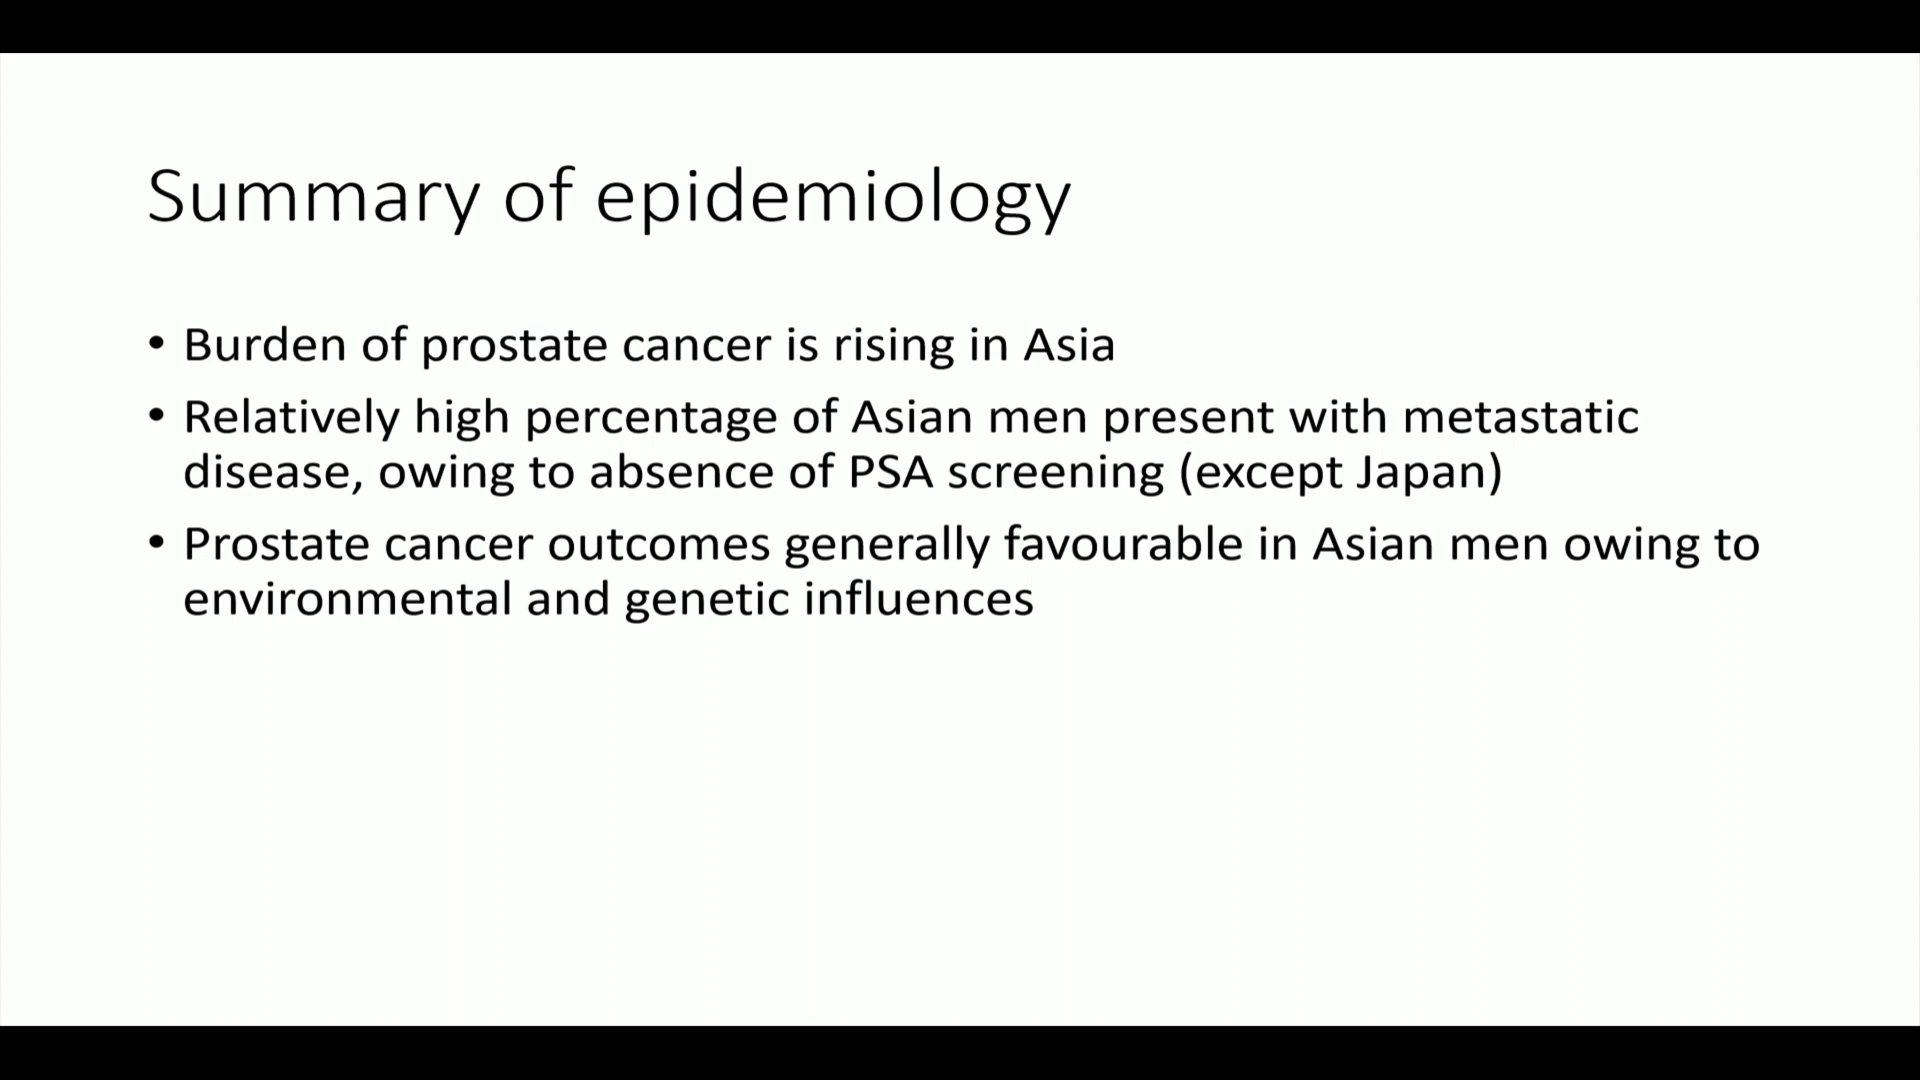 Summary of epidemiology
• Burden of prostate cancer is rising in Asia
• Relatively high percentage of Asian men present with metastatic
disease, owing to absence of PSA screening (except Japan)
• Prostate cancer outcomes generally favourable in Asian men owing to
environmental and genetic influences